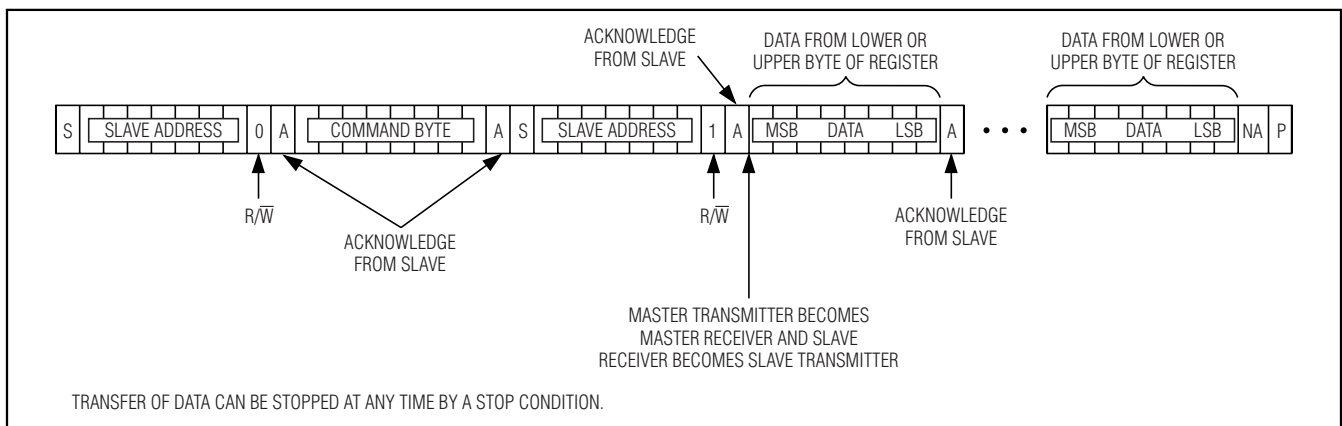 ACKNOWLEDGE
FROM SLAVE
DATA FROM LOWER OR
UPPER BYTE OF REGISTER
DATA FROM LOWER OR
UPPER BYTE OF REGISTER
S SLAVE ADDRESS 0 A COMMAND BYTE A S SLAVE ADDRESS 1 A MSB DATA LSB A • • • MSB DATA LSB NA P
R/W̅
ACKNOWLEDGE
FROM SLAVE
R/W̅
ACKNOWLEDGE
FROM SLAVE
MASTER TRANSMITTER BECOMES
MASTER RECEIVER AND SLAVE
RECEIVER BECOMES SLAVE TRANSMITTER
TRANSFER OF DATA CAN BE STOPPED AT ANY TIME BY A STOP CONDITION.